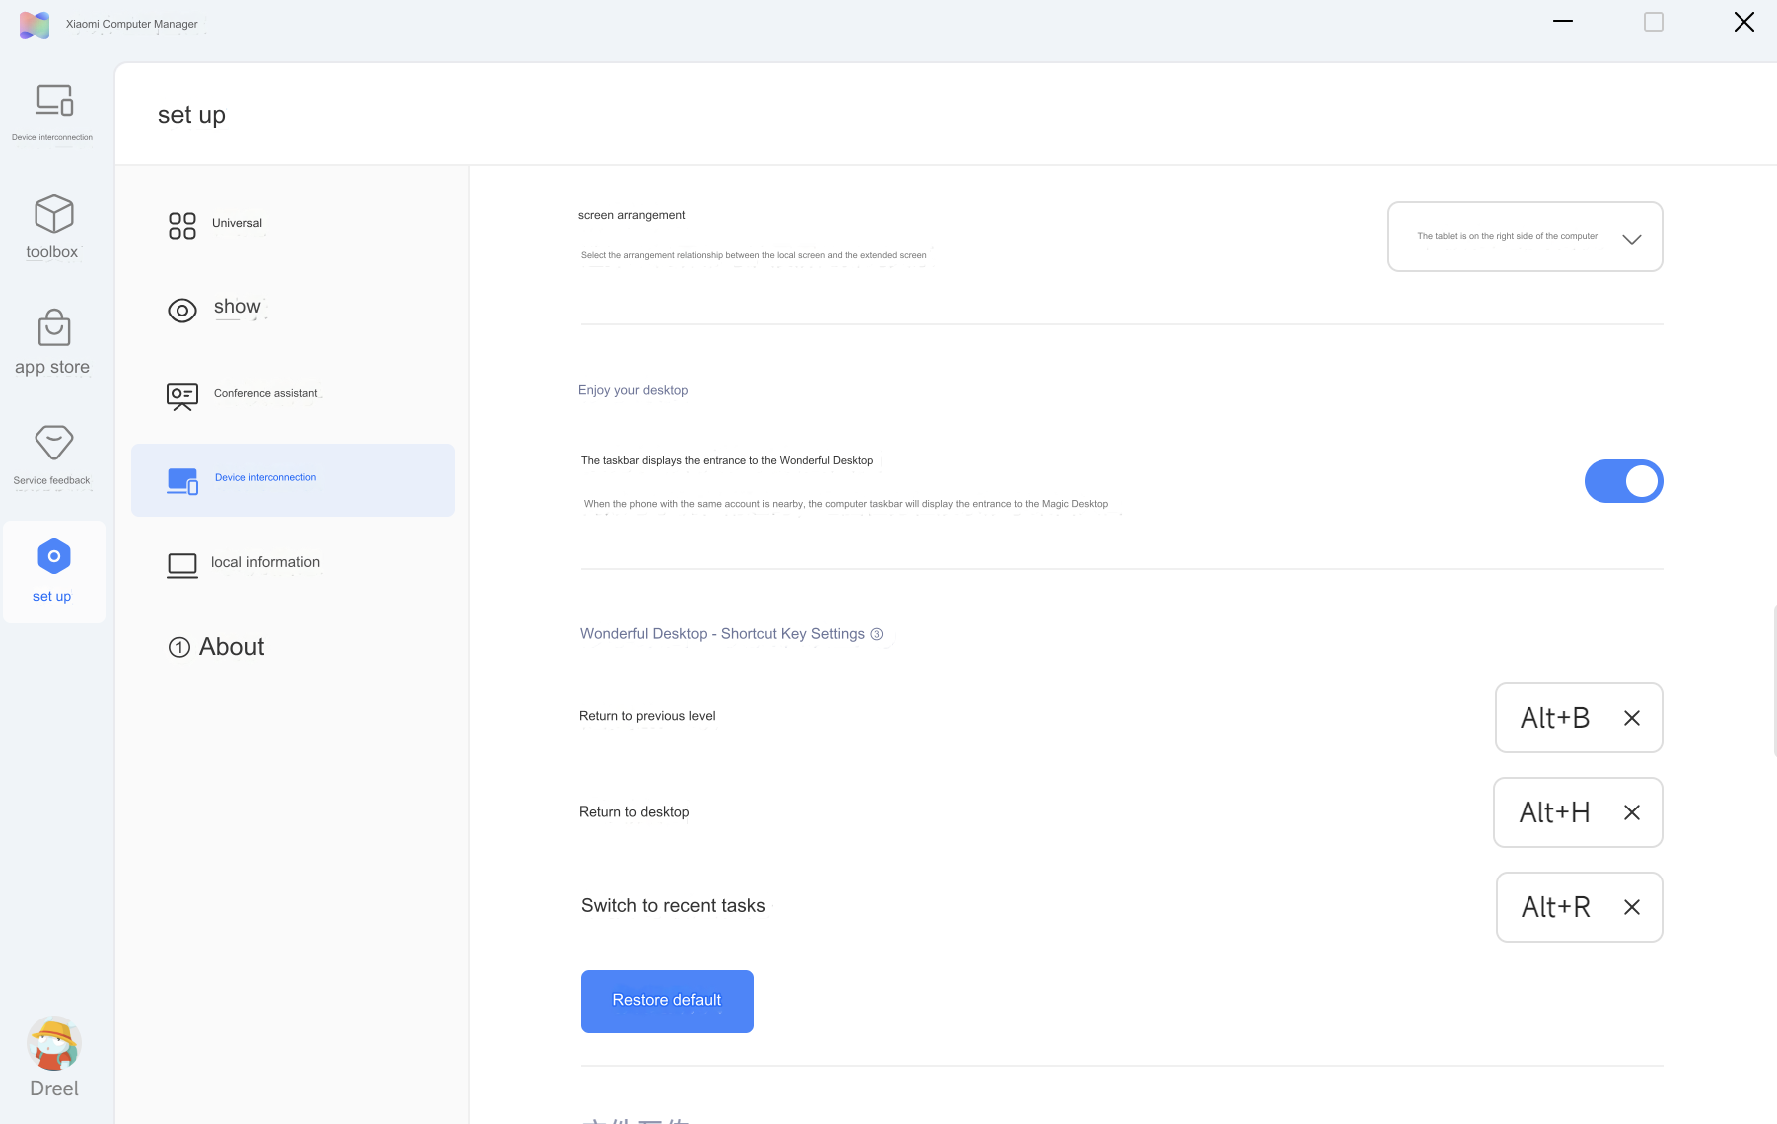 Xiaomi Computer Manager
Device interconnection
toolbox
app store
Service feedback
set up
Dreel
set up
Universal
show
Conference assistant
Device interconnection
local information
About
screen arrangement
Select the arrangement relationship between the local screen and the extended screen
The tablet is on the right side of the computer
Enjoy your desktop
The taskbar displays the entrance to the Wonderful Desktop
When the phone with the same account is nearby, the computer taskbar will display the entrance to the Magic Desktop
Wonderful Desktop - Shortcut Key Settings ③
Return to previous level
Alt+B
Return to desktop
Alt+H
Switch to recent tasks
Alt+R
Restore default